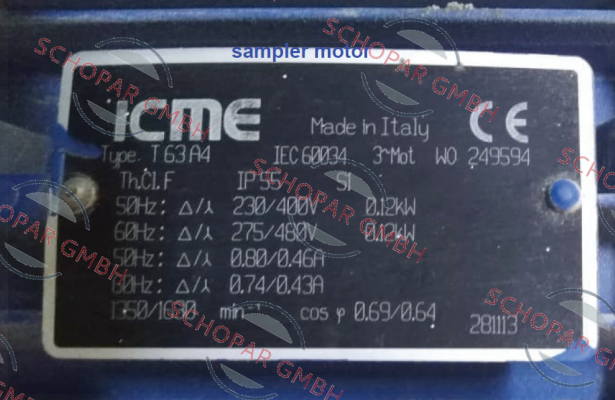 sampler motor
ICME
Made in Italy CE
Type. T 63 A4 IEC 60034 3~Mot WO 249594
Th.Cl.F IP 55 S1
50Hz: Δ/⅄ 230/400V 0.12kW
60Hz: Δ/⅄ 275/480V 0.12kW
50Hz: Δ/⅄ 0.80/0.46A
60Hz: Δ/⅄ 0.74/0.43A
min⁻¹ cos φ 0.69/0.64
281113
SCHOPAR GMBH
SCHOPAR GMBH
SCHOPAR GMBH
SCHOPAR GMBH
SCHOPAR GMBH
SCHOPAR GMBH